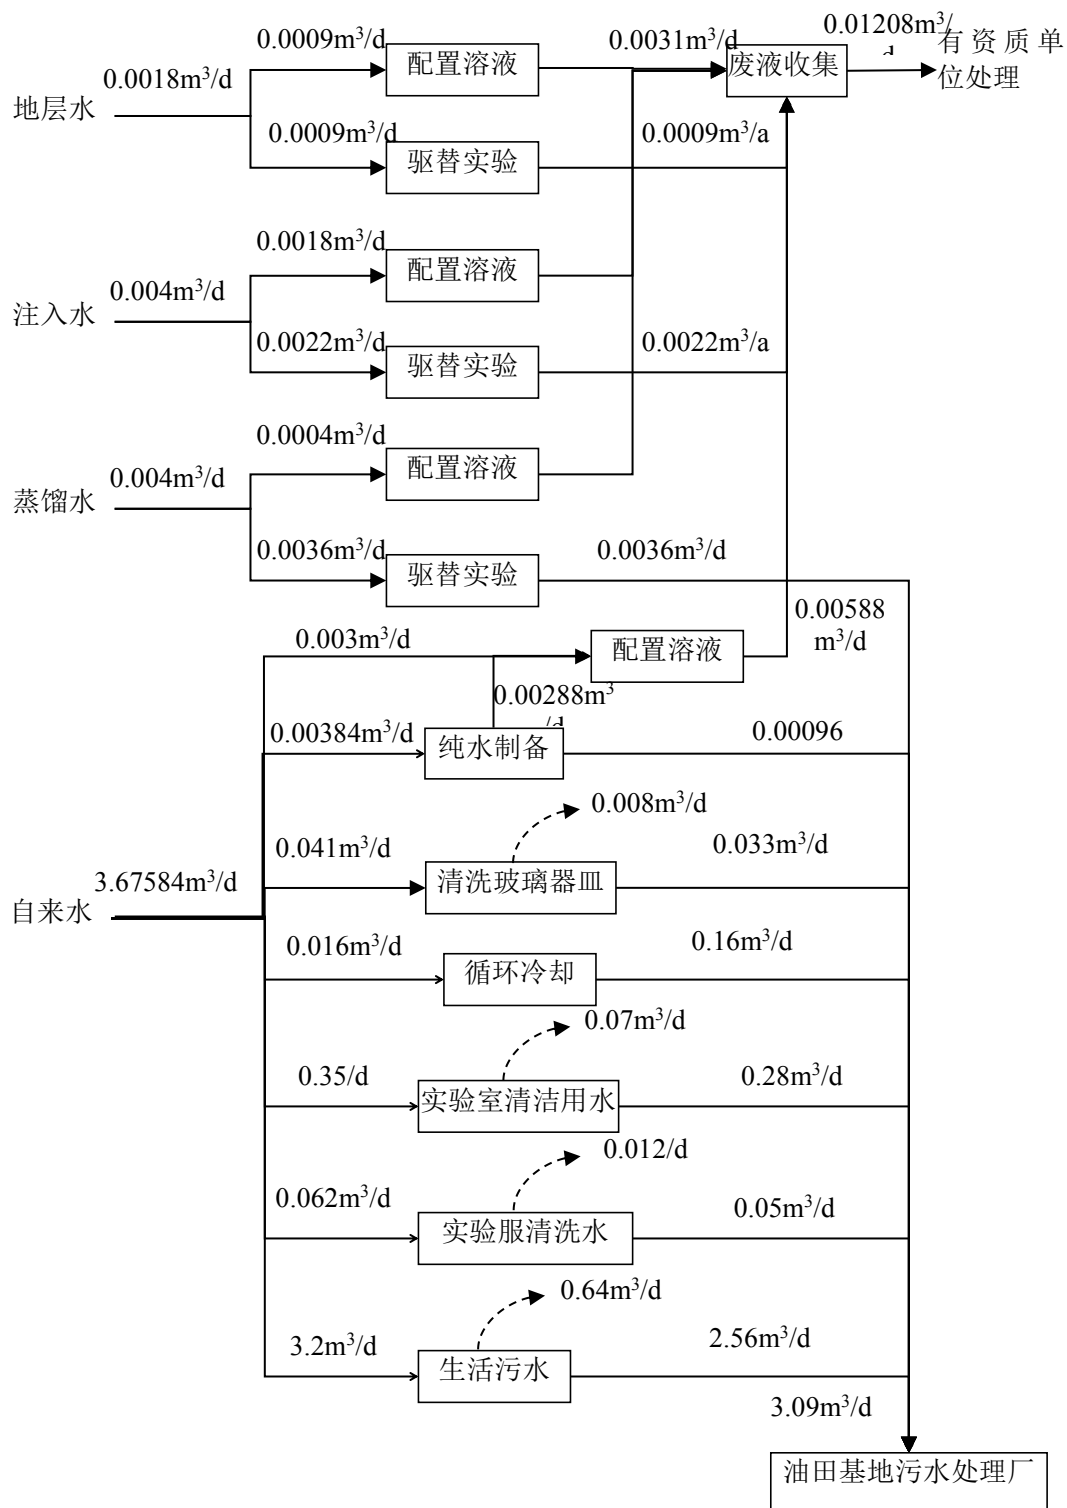 0.0009m³/d
0.0031m³/d
0.01208m³/
d
有资质单
位处理
配置溶液
废液收集
0.0018m³/d
地层水
0.0009m³/d
0.0009m³/a
驱替实验
0.0018m³/d
配置溶液
0.004m³/d
注入水
0.0022m³/d
0.0022m³/a
驱替实验
0.0004m³/d
配置溶液
0.004m³/d
蒸馏水
0.0036m³/d
0.0036m³/d
驱替实验
0.00588
m³/d
0.003m³/d
配置溶液
0.00288m³
/d
0.00384m³/d
纯水制备
0.00096
0.008m³/d
0.041m³/d
0.033m³/d
清洗玻璃器皿
3.67584m³/d
自来水
0.016m³/d
0.16m³/d
循环冷却
0.07m³/d
0.35/d
0.28m³/d
实验室清洁用水
0.012/d
0.062m³/d
0.05m³/d
实验服清洗水
0.64m³/d
3.2m³/d
2.56m³/d
生活污水
3.09m³/d
油田基地污水处理厂